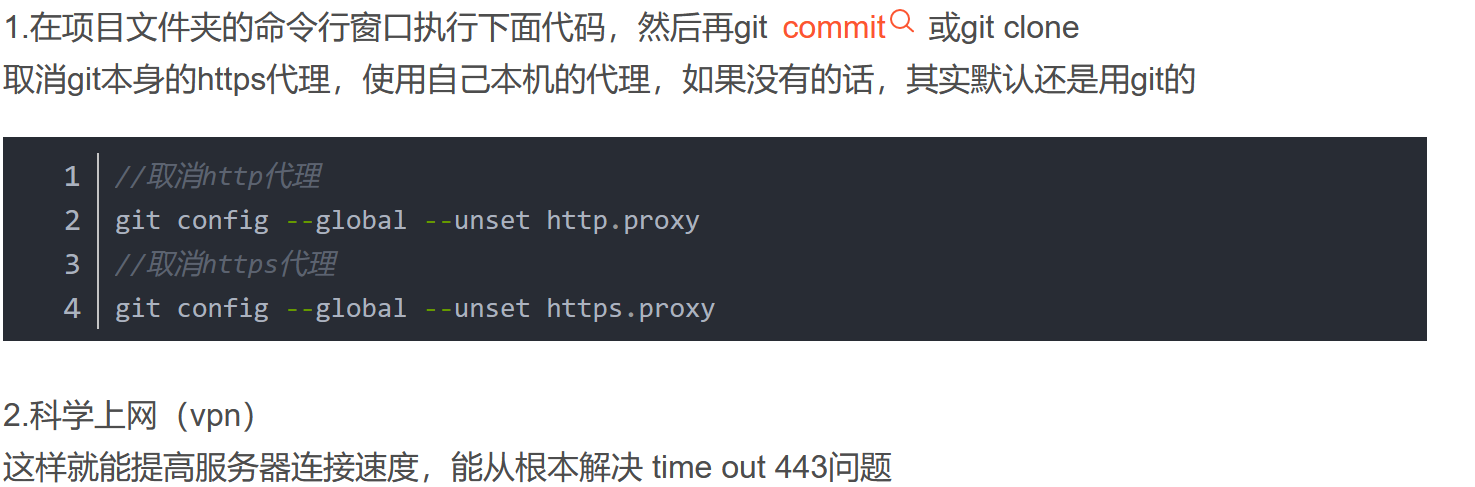 1.在项目文件夹的命令行窗口执行下面代码，然后再git commit 或git clone
取消git本身的https代理，使用自己本机的代理，如果没有的话，其实默认还是用git的
1 //取消http代理
2 git config --global --unset http.proxy
3 //取消https代理
4 git config --global --unset https.proxy
2.科学上网（vpn）
这样就能提高服务器连接速度，能从根本解决 time out 443问题